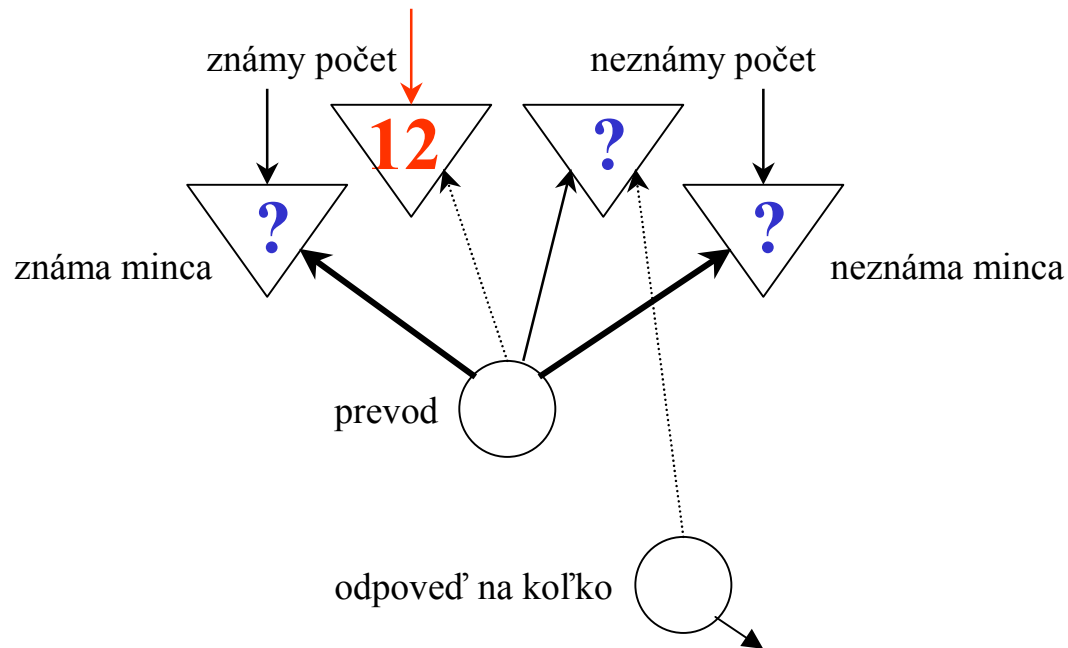 známy počet
neznámy počet
12
?
?
?
známa minca
neznáma minca
prevod
odpoveď na koľko